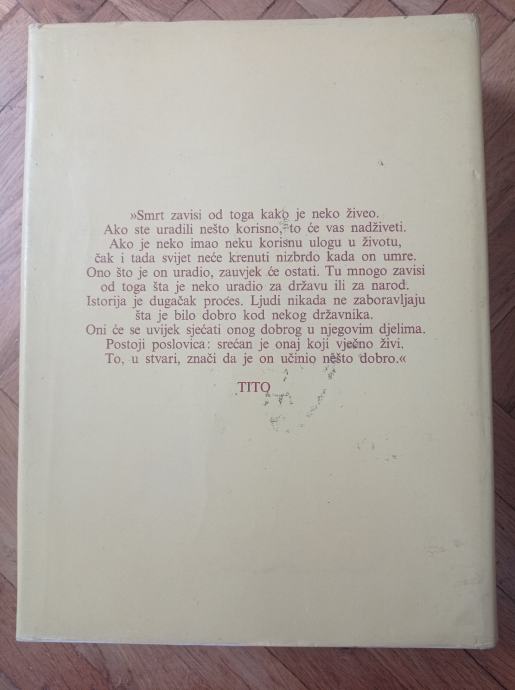 »Smrt zavisi od toga kako je neko živeo.
Ako ste uradili nešto korisno, to će vas nadživeti.
Ako je neko imao neku korisnu ulogu u životu,
čak i tada svijet neće krenuti nizbrdo kada on umre.
Ono što je on uradio, zauvjek će ostati. Tu mnogo zavisi
od toga šta je neko uradio za državu ili za narod.
Istorija je dugačak proćes. Ljudi nikada ne zaboravljaju
šta je bilo dobro kod nekog državnika.
Oni će se uvijek sjećati onog dobrog u njegovim djelima.
Postoji poslovica: srećan je onaj koji vječno živi.
To, u stvari, znači da je on učinio nešto dobro.«
TITO